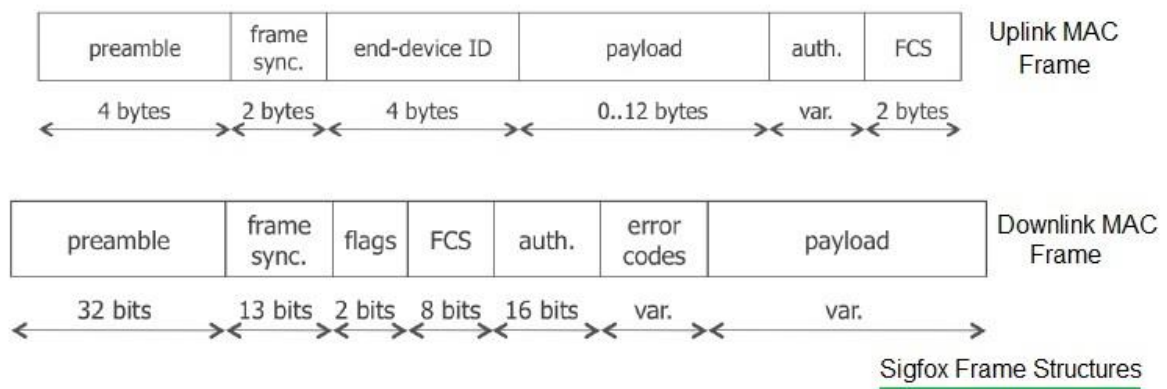 preamble
frame
sync.
end-device ID
payload
auth.
FCS
Uplink MAC
Frame
4 bytes
2 bytes
4 bytes
0..12 bytes
var.
2 bytes
preamble
frame
sync.
flags
FCS
auth.
error
codes
payload
Downlink MAC
Frame
32 bits
13 bits
2 bits
8 bits
16 bits
var.
var.
Sigfox Frame Structures